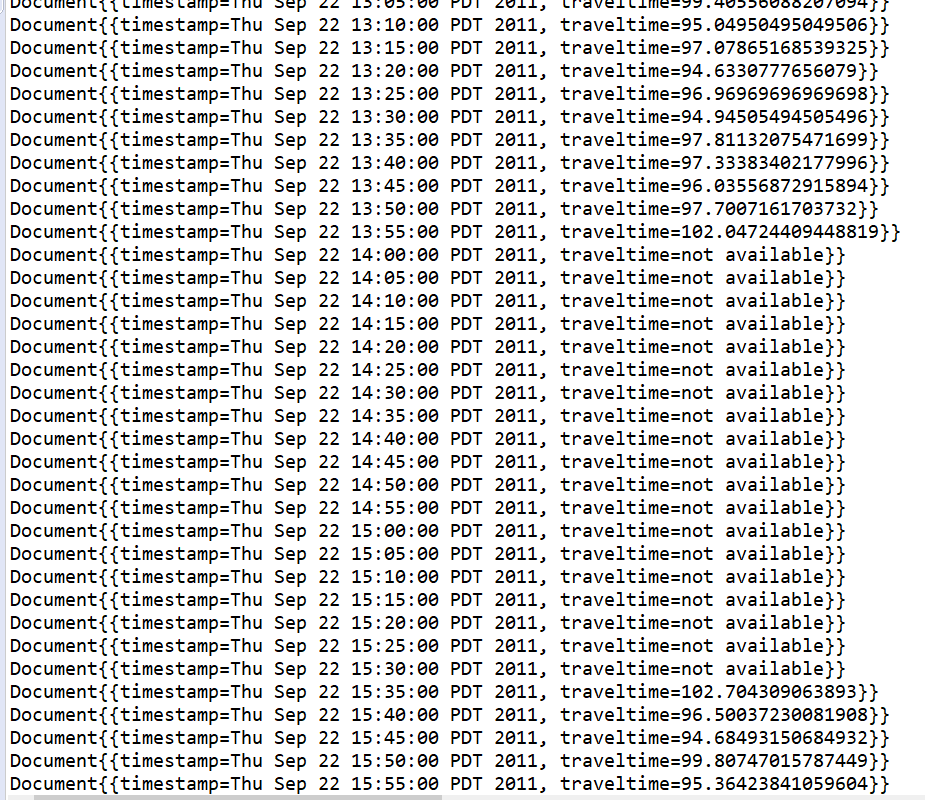 Document{{timestamp=Thu Sep 22 13:05:00 PDT 2011, traveltime=99.40556088207094}}
Document{{timestamp=Thu Sep 22 13:10:00 PDT 2011, traveltime=95.04950495049506}}
Document{{timestamp=Thu Sep 22 13:15:00 PDT 2011, traveltime=97.07865168539325}}
Document{{timestamp=Thu Sep 22 13:20:00 PDT 2011, traveltime=94.6330777656079}}
Document{{timestamp=Thu Sep 22 13:25:00 PDT 2011, traveltime=96.96969696969698}}
Document{{timestamp=Thu Sep 22 13:30:00 PDT 2011, traveltime=94.94505494505496}}
Document{{timestamp=Thu Sep 22 13:35:00 PDT 2011, traveltime=97.81132075471699}}
Document{{timestamp=Thu Sep 22 13:40:00 PDT 2011, traveltime=97.33383402177996}}
Document{{timestamp=Thu Sep 22 13:45:00 PDT 2011, traveltime=96.03556872915894}}
Document{{timestamp=Thu Sep 22 13:50:00 PDT 2011, traveltime=97.7007161703732}}
Document{{timestamp=Thu Sep 22 13:55:00 PDT 2011, traveltime=102.04724409448819}}
Document{{timestamp=Thu Sep 22 14:00:00 PDT 2011, traveltime=not available}}
Document{{timestamp=Thu Sep 22 14:05:00 PDT 2011, traveltime=not available}}
Document{{timestamp=Thu Sep 22 14:10:00 PDT 2011, traveltime=not available}}
Document{{timestamp=Thu Sep 22 14:15:00 PDT 2011, traveltime=not available}}
Document{{timestamp=Thu Sep 22 14:20:00 PDT 2011, traveltime=not available}}
Document{{timestamp=Thu Sep 22 14:25:00 PDT 2011, traveltime=not available}}
Document{{timestamp=Thu Sep 22 14:30:00 PDT 2011, traveltime=not available}}
Document{{timestamp=Thu Sep 22 14:35:00 PDT 2011, traveltime=not available}}
Document{{timestamp=Thu Sep 22 14:40:00 PDT 2011, traveltime=not available}}
Document{{timestamp=Thu Sep 22 14:45:00 PDT 2011, traveltime=not available}}
Document{{timestamp=Thu Sep 22 14:50:00 PDT 2011, traveltime=not available}}
Document{{timestamp=Thu Sep 22 14:55:00 PDT 2011, traveltime=not available}}
Document{{timestamp=Thu Sep 22 15:00:00 PDT 2011, traveltime=not available}}
Document{{timestamp=Thu Sep 22 15:05:00 PDT 2011, traveltime=not available}}
Document{{timestamp=Thu Sep 22 15:10:00 PDT 2011, traveltime=not available}}
Document{{timestamp=Thu Sep 22 15:15:00 PDT 2011, traveltime=not available}}
Document{{timestamp=Thu Sep 22 15:20:00 PDT 2011, traveltime=not available}}
Document{{timestamp=Thu Sep 22 15:25:00 PDT 2011, traveltime=not available}}
Document{{timestamp=Thu Sep 22 15:30:00 PDT 2011, traveltime=not available}}
Document{{timestamp=Thu Sep 22 15:35:00 PDT 2011, traveltime=102.704309063893}}
Document{{timestamp=Thu Sep 22 15:40:00 PDT 2011, traveltime=96.50037230081908}}
Document{{timestamp=Thu Sep 22 15:45:00 PDT 2011, traveltime=94.68493150684932}}
Document{{timestamp=Thu Sep 22 15:50:00 PDT 2011, traveltime=99.80747015787449}}
Document{{timestamp=Thu Sep 22 15:55:00 PDT 2011, traveltime=95.36423841059604}}